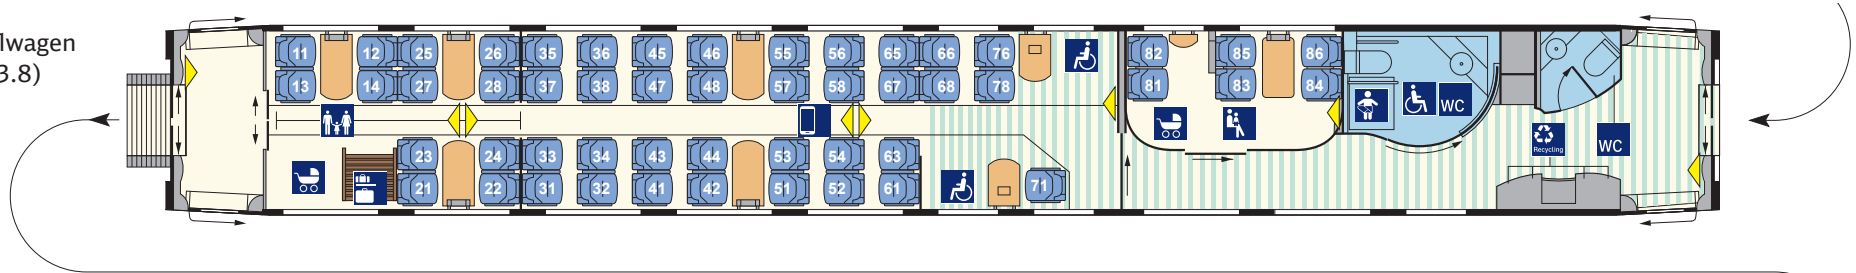 lwagen
3.8)
11 12 25 26 35 36 45 46 55 56 65 66 76 82 85 86
13 14 27 28 37 38 47 48 57 58 67 68 78 81 83 84
WC
23 24 33 34 43 44 53 54 63
Recycling WC
21 22 31 32 41 42 51 52 61 71